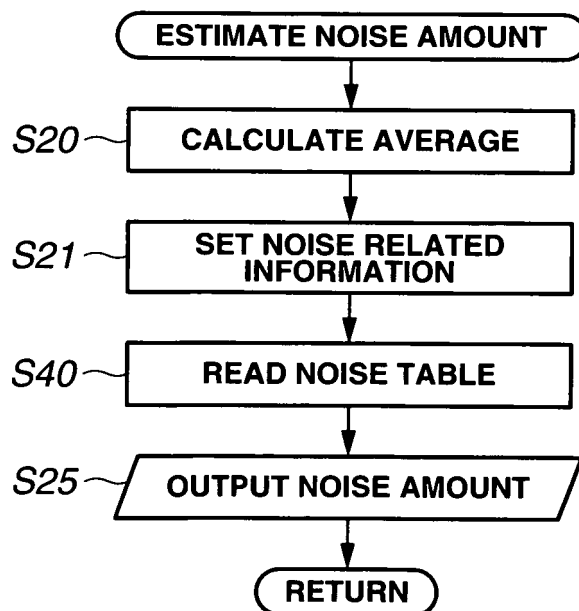 ESTIMATE NOISE AMOUNT
S20
CALCULATE AVERAGE
S21
SET NOISE RELATED
INFORMATION
S40
READ NOISE TABLE
S25
OUTPUT NOISE AMOUNT
RETURN